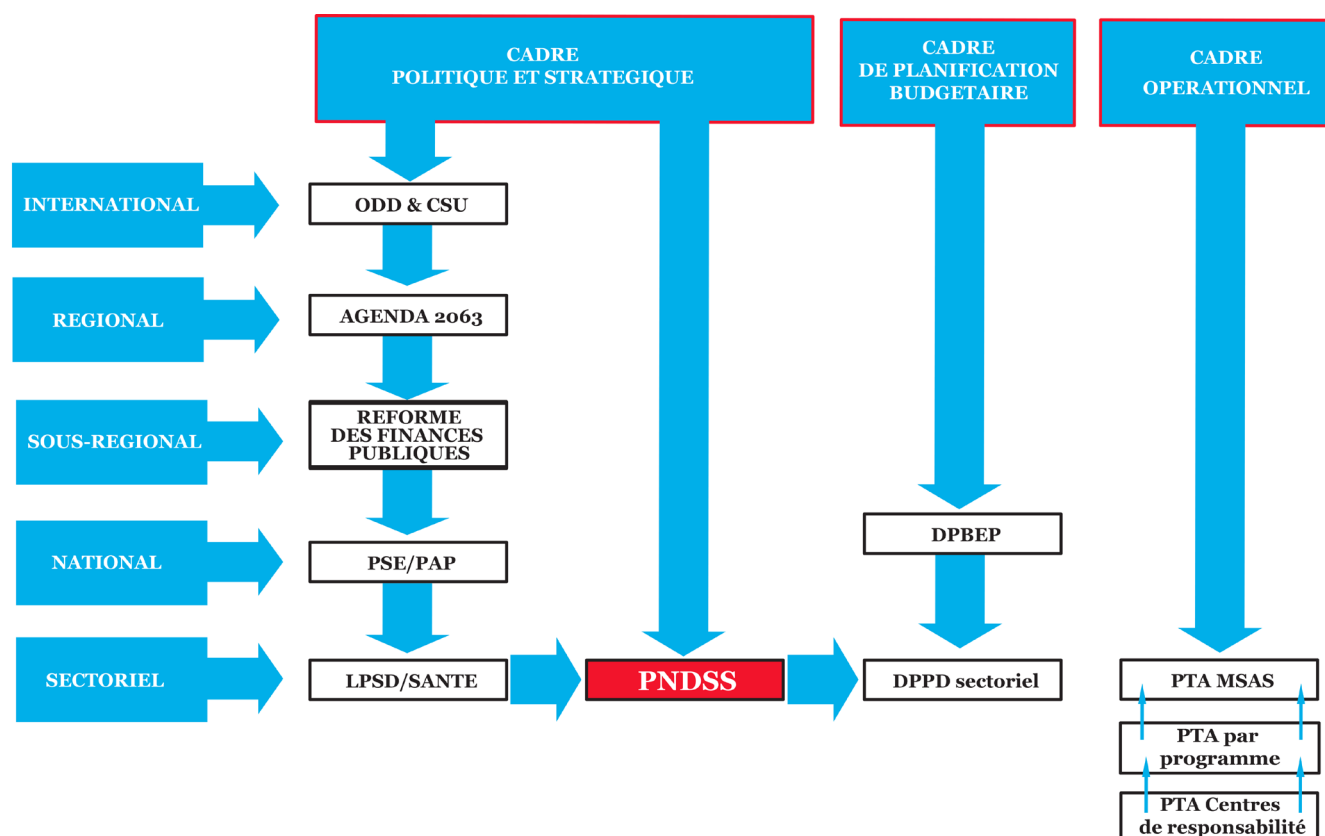 CADRE
POLITIQUE ET STRATEGIQUE
CADRE
DE PLANIFICATION
BUDGETAIRE
CADRE
OPERATIONNEL
INTERNATIONAL
ODD & CSU
REGIONAL
AGENDA 2063
SOUS-REGIONAL
REFORME
DES FINANCES
PUBLIQUES
NATIONAL
PSE/PAP
DPBEP
SECTORIEL
LPSD/SANTE
PNDSS
DPPD sectoriel
PTA MSAS
PTA par
programme
PTA Centres
de responsabilité